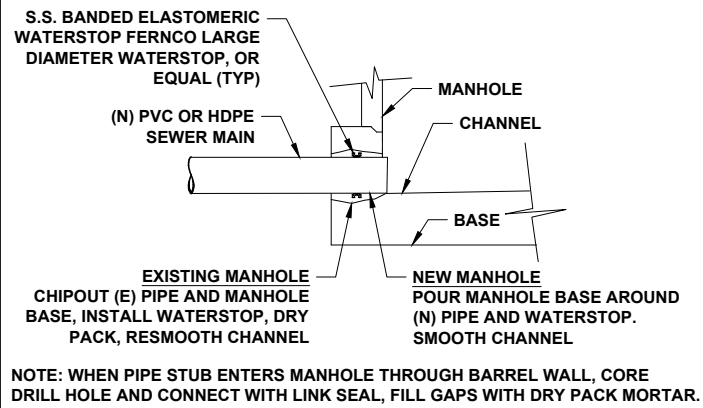 S.S. BANDED ELASTOMERIC
WATERSTOP FERNCO LARGE
DIAMETER WATERSTOP, OR
EQUAL (TYP)
MANHOLE
(N) PVC OR HDPE
SEWER MAIN
CHANNEL
BASE
EXISTING MANHOLE
CHIPOUT (E) PIPE AND MANHOLE
BASE, INSTALL WATERSTOP, DRY
PACK, RESMOOTH CHANNEL
NEW MANHOLE
POUR MANHOLE BASE AROUND
(N) PIPE AND WATERSTOP.
SMOOTH CHANNEL
NOTE: WHEN PIPE STUB ENTERS MANHOLE THROUGH BARREL WALL, CORE
DRILL HOLE AND CONNECT WITH LINK SEAL, FILL GAPS WITH DRY PACK MORTAR.